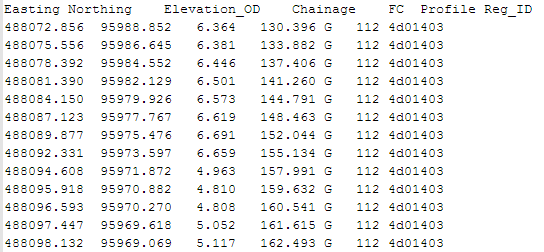 Easting Northing Elevation_OD Chainage FC Profile Reg_ID
488072.856 95988.852 6.364 130.396 G 112 4d01403
488075.556 95986.645 6.381 133.882 G 112 4d01403
488078.392 95984.552 6.446 137.406 G 112 4d01403
488081.390 95982.129 6.501 141.260 G 112 4d01403
488084.150 95979.926 6.573 144.791 G 112 4d01403
488087.123 95977.767 6.619 148.463 G 112 4d01403
488089.877 95975.476 6.691 152.044 G 112 4d01403
488092.331 95973.597 6.659 155.134 G 112 4d01403
488094.608 95971.872 4.963 157.991 G 112 4d01403
488095.918 95970.882 4.810 159.632 G 112 4d01403
488096.593 95970.270 4.808 160.541 G 112 4d01403
488097.447 95969.618 5.052 161.615 G 112 4d01403
488098.132 95969.069 5.117 162.493 G 112 4d01403